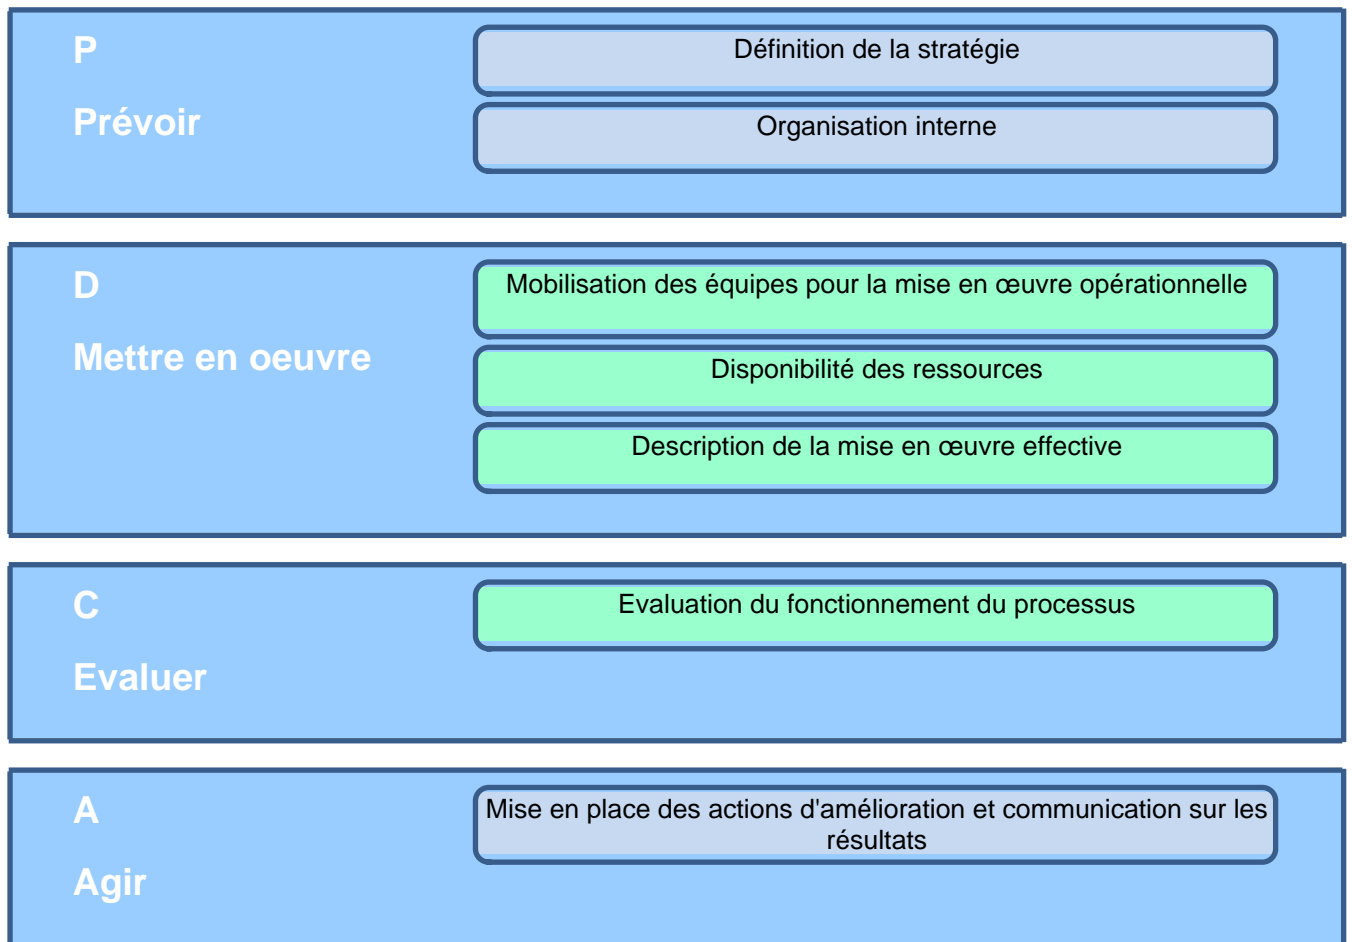 P
Prévoir
Définition de la stratégie
Organisation interne
D
Mettre en oeuvre
Mobilisation des équipes pour la mise en œuvre opérationnelle
Disponibilité des ressources
Description de la mise en œuvre effective
C
Evaluer
Evaluation du fonctionnement du processus
A
Agir
Mise en place des actions d'amélioration et communication sur les
résultats